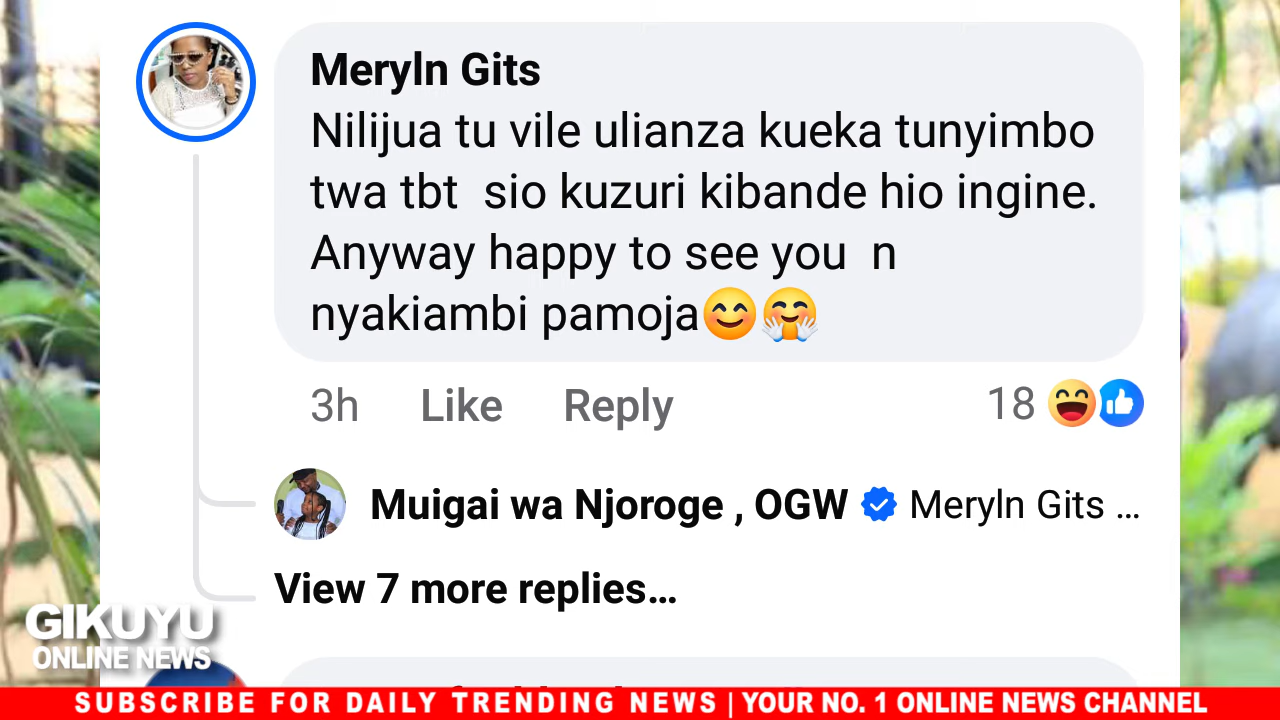 Meryln Gits
Nilijua tu vile ulianza kueka tunyimbo
twa tbt sio kuzuri kibande hio ingine.
Anyway happy to see you n
nyakiambi pamoja😊🤗
3h Like Reply 18
Muigai wa Njoroge , OGW Meryln Gits ...
View 7 more replies...
GIKUYU
ONLINE NEWS
SUBSCRIBE FOR DAILY TRENDING NEWS | YOUR NO. 1 ONLINE NEWS CHANNEL